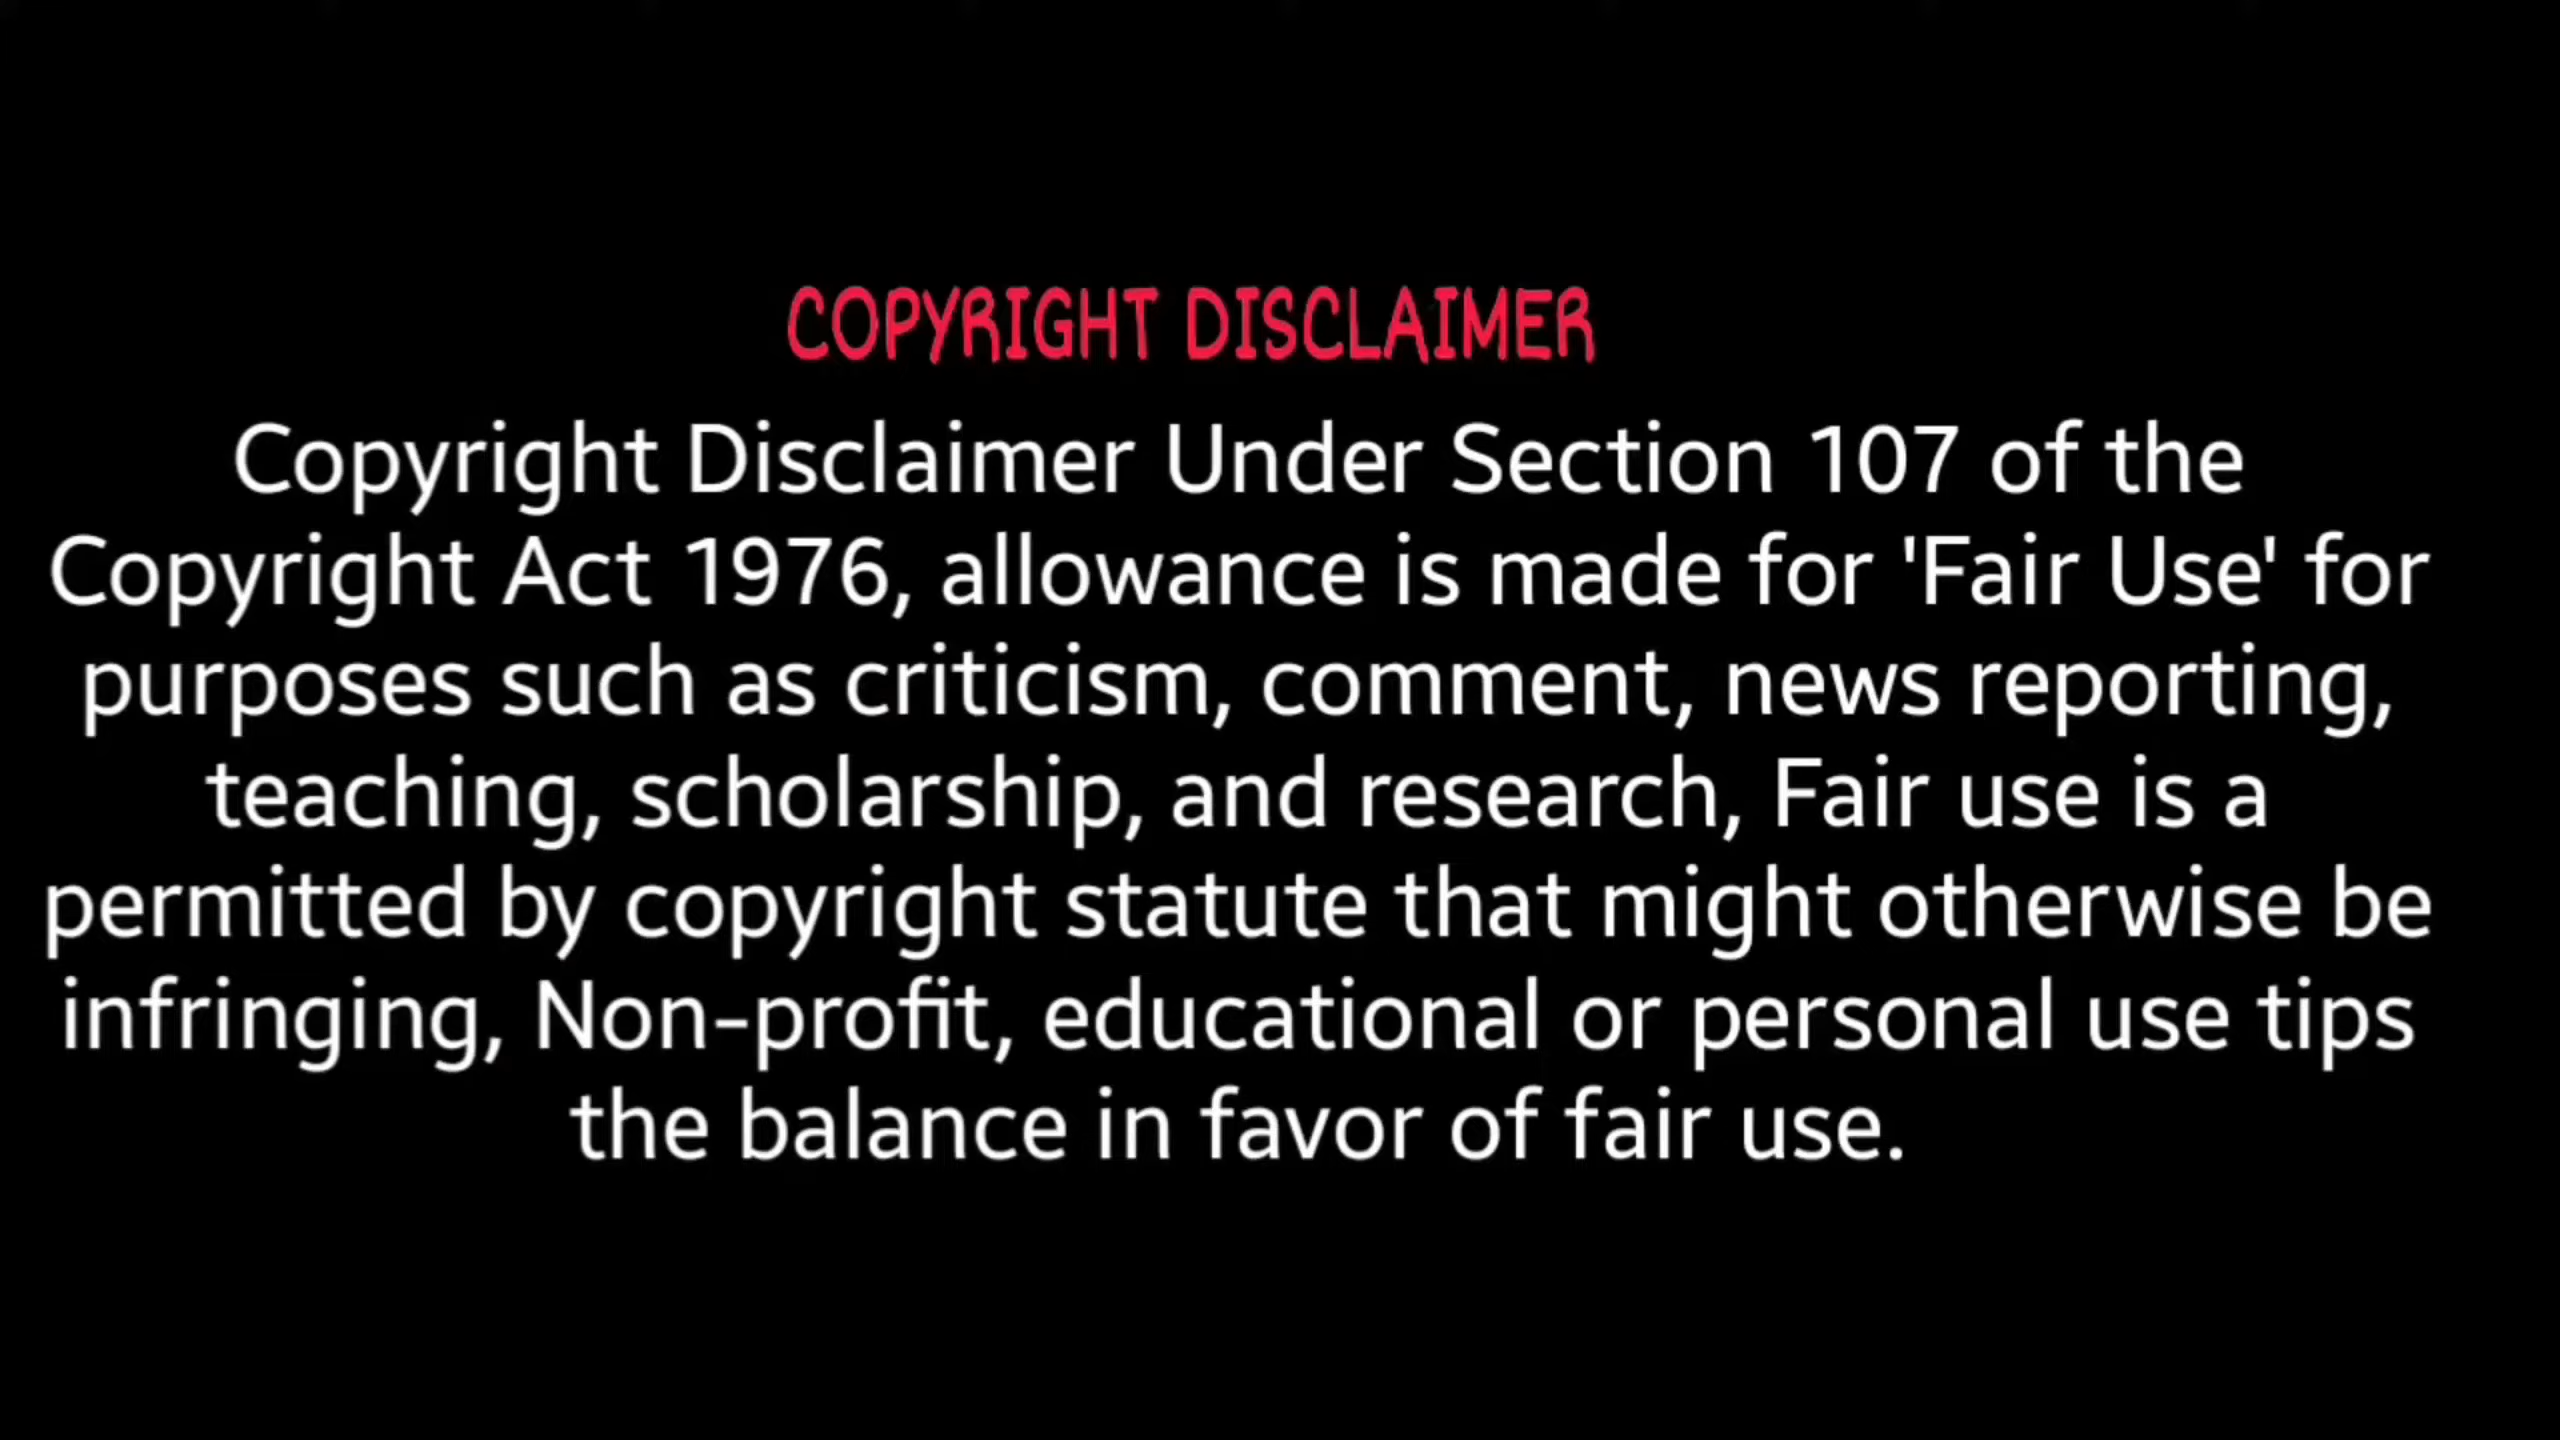 COPYRIGHT DISCLAIMER
Copyright Disclaimer Under Section 107 of the
Copyright Act 1976, allowance is made for 'Fair Use' for
purposes such as criticism, comment, news reporting,
teaching, scholarship, and research, Fair use is a
permitted by copyright statute that might otherwise be
infringing, Non-profit, educational or personal use tips
the balance in favor of fair use.